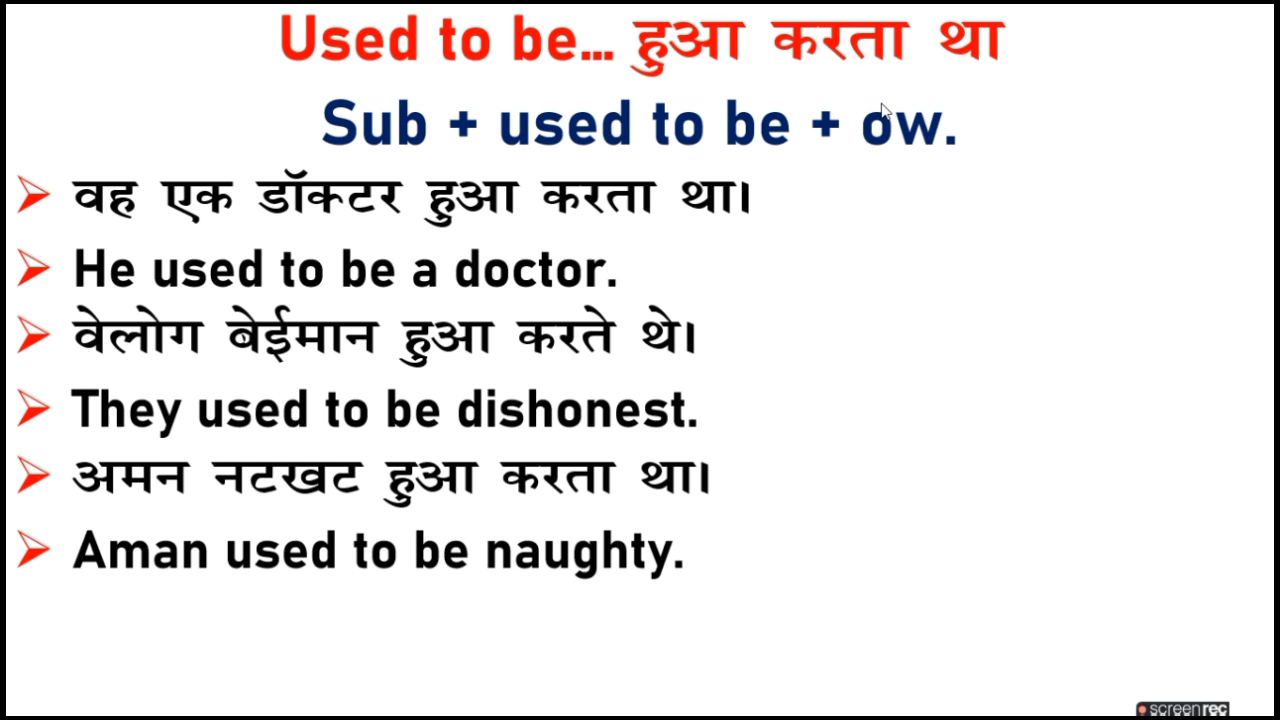 Used to be... हुआ करता था
Sub + used to be + ow.
वह एक डॉक्टर हुआ करता था।
He used to be a doctor.
वेलोग बेईमान हुआ करते थे।
They used to be dishonest.
अमन नटखट हुआ करता था।
Aman used to be naughty.
screenrec